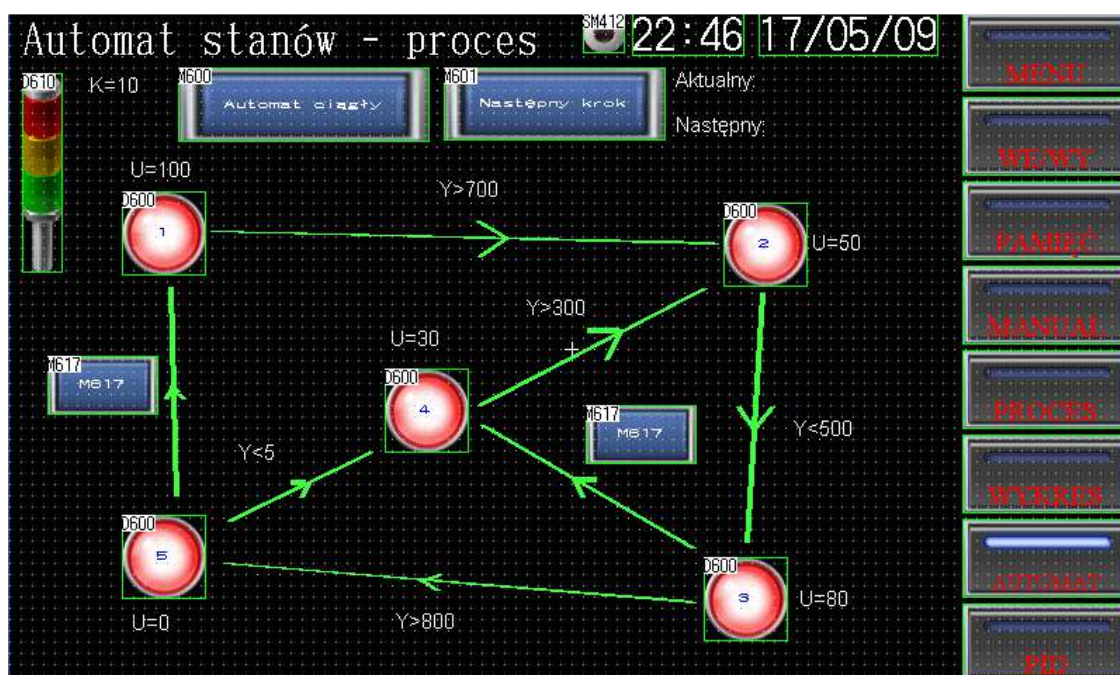 Automat stanów - proces
SM412
22:46
17/05/09
MENU
D610
K=10
M600
Automat ciągły
M601
Następny krok
Aktualny:
Następny:
WE/WY
U=100
D600
1
Y>700
D600
2
U=50
PAMIĘĆ
Y>300
MANUAL
U=30
M617
M617
D600
4
M617
M617
Y<500
PROCES
Y<5
WYKRES
D600
5
U=0
Y>800
D600
3
U=80
AUTOMAT
PID